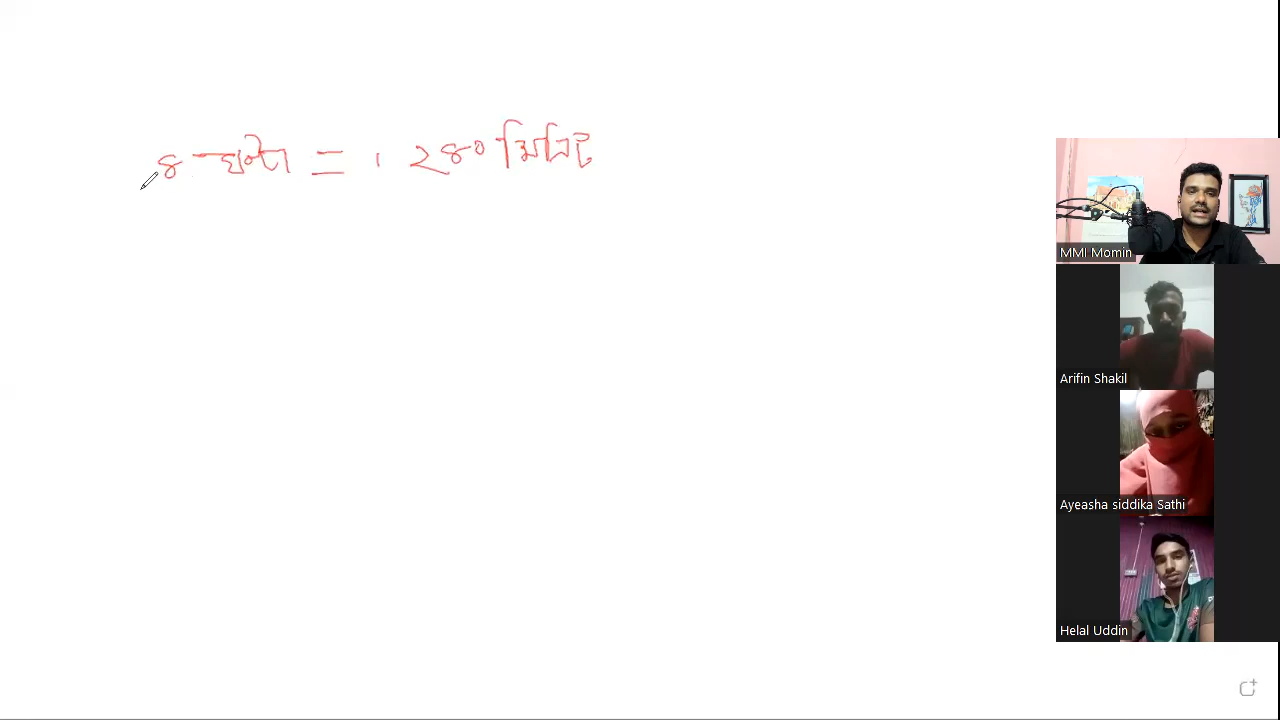 ৪ ঘন্টা = ২৪০ মিনিট
MMI Momin
Arifin Shakil
Ayeasha siddika Sathi
Helal Uddin